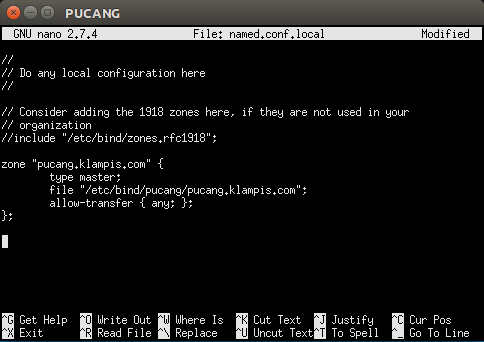 PUCANG
GNU nano 2.7.4 File: named.conf.local Modified
//
// Do any local configuration here
//
// Consider adding the 1918 zones here, if they are not used in your
// organization
//include "/etc/bind/zones.rfc1918";
zone "pucang.klampis.com" {
type master;
file "/etc/bind/pucang/pucang.klampis.com";
allow-transfer { any; };
};
^G Get Help ^O Write Out ^W Where Is ^K Cut Text ^J Justify ^C Cur Pos
^X Exit ^R Read File ^\ Replace ^U Uncut Text^T To Spell ^_ Go To Line